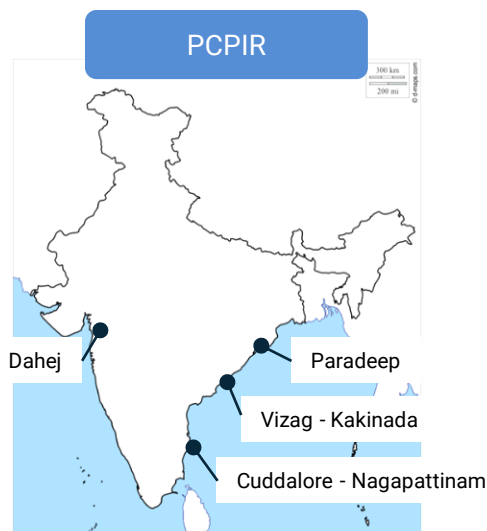 PCPIR
300 km
200 mi
© d-maps.com
Dahej
Paradeep
Vizag - Kakinada
Cuddalore - Nagapattinam